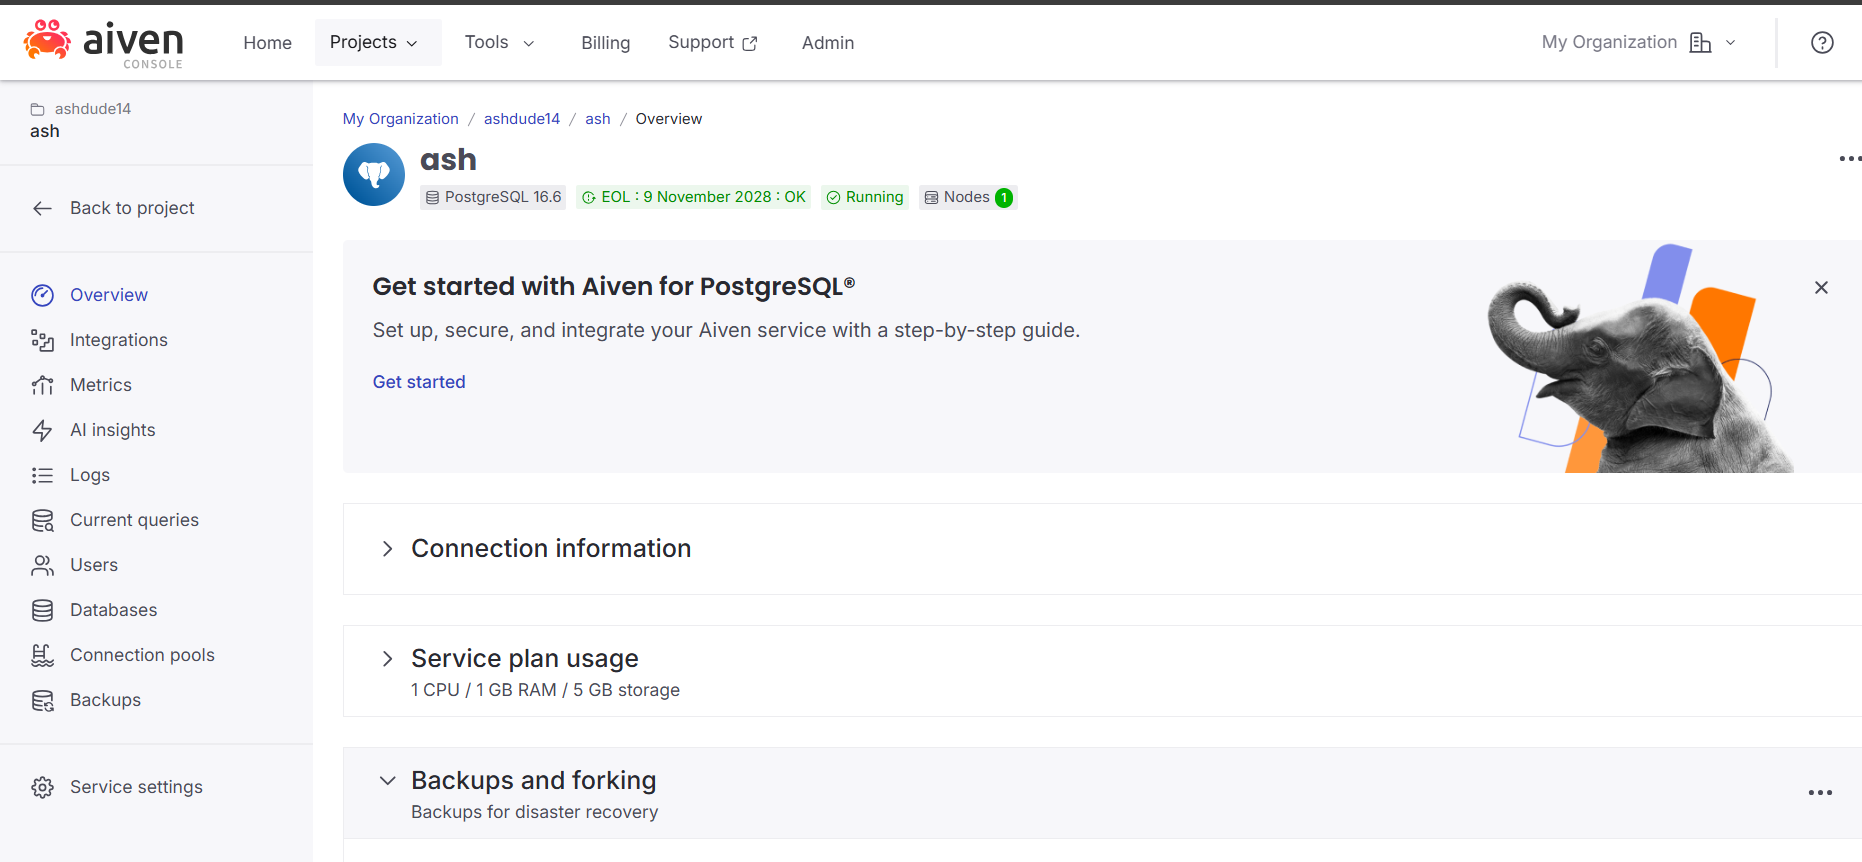 aiven
CONSOLE
Home
Projects
Tools
Billing
Support
Admin
My Organization
ashdude14
ash
Back to project
Overview
Integrations
Metrics
AI insights
Logs
Current queries
Users
Databases
Connection pools
Backups
Service settings
My Organization / ashdude14 / ash / Overview
ash
PostgreSQL 16.6
EOL : 9 November 2028 : OK
Running
Nodes 1
Get started with Aiven for PostgreSQL®
Set up, secure, and integrate your Aiven service with a step-by-step guide.
Get started
Connection information
Service plan usage
1 CPU / 1 GB RAM / 5 GB storage
Backups and forking
Backups for disaster recovery